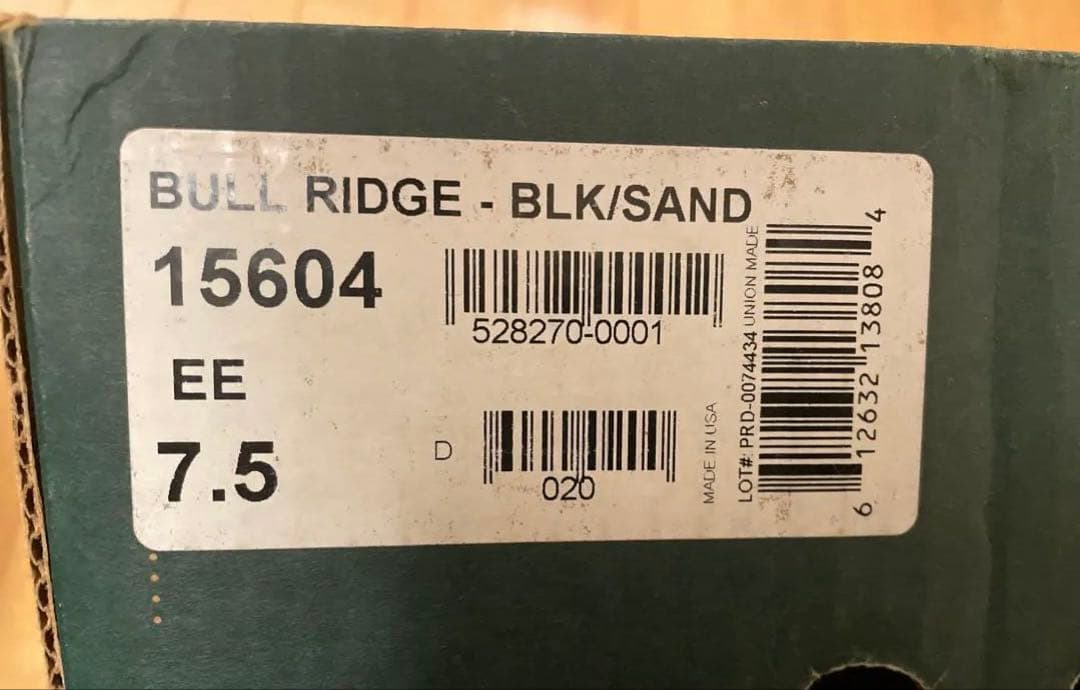 BULL RIDGE - BLK/SAND
15604
528270-0001
EE
7.5
D
020
MADE IN USA
LOT#: PRD-0074434 UNION MADE
6 12632 13808 4